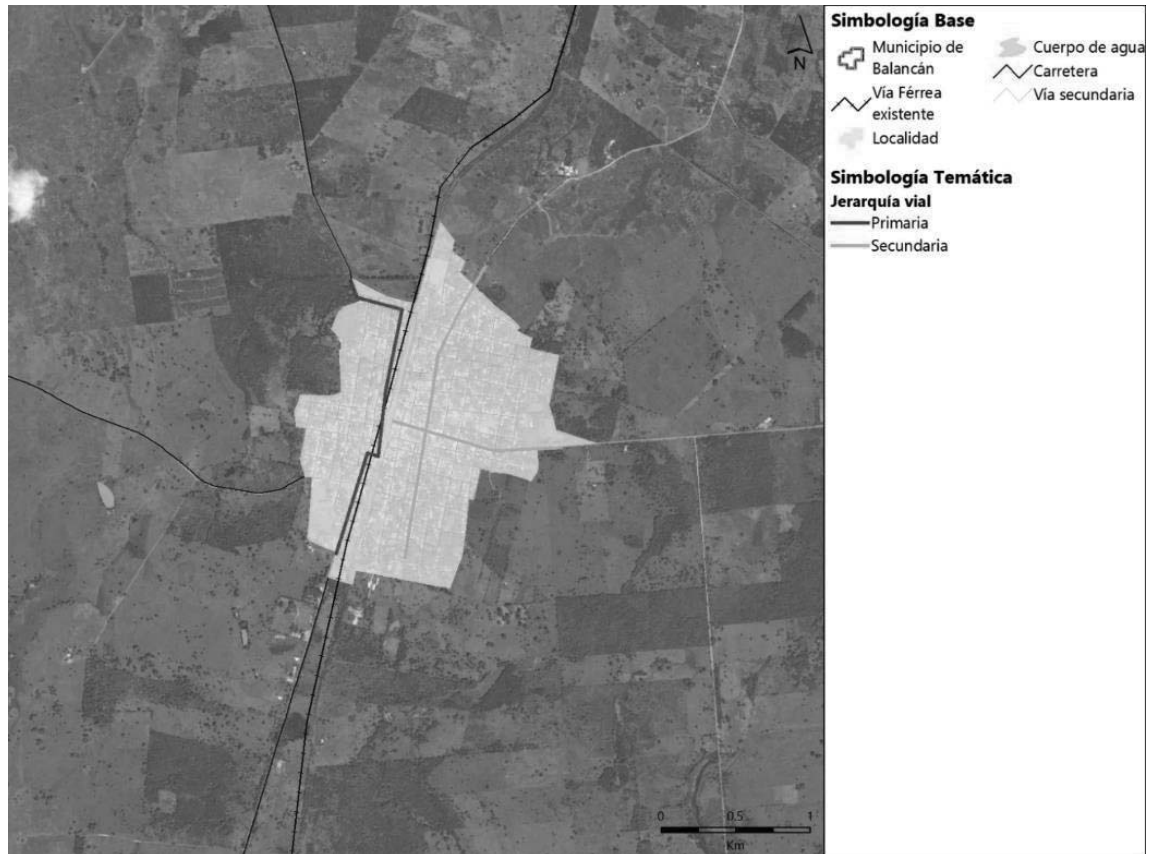 N
Simbología Base
Municipio de
Balancán
Vía Férrea
existente
Localidad
Cuerpo de agua
Carretera
Vía secundaria
Simbología Temática
Jerarquía vial
Primaria
Secundaria
0 0.5 1
Km